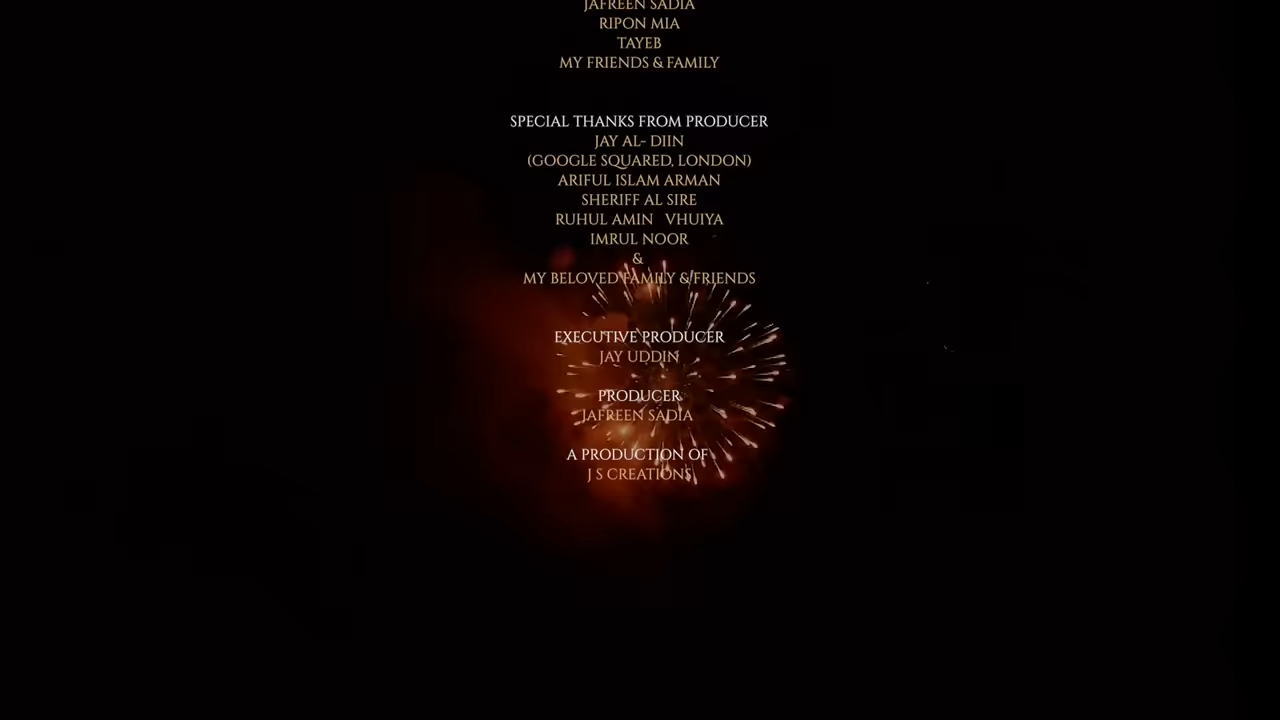 JAFREEN SADIA
RIPON MIA
TAYEB
MY FRIENDS & FAMILY
SPECIAL THANKS FROM PRODUCER
JAY AL- DIIN
(GOOGLE SQUARED, LONDON)
ARIFUL ISLAM ARMAN
SHERIFF AL SIRE
RUHUL AMIN VHUIYA
IMRUL NOOR
&
MY BELOVED FAMILY & FRIENDS
EXECUTIVE PRODUCER
JAY UDDIN
PRODUCER
JAFREEN SADIA
A PRODUCTION OF
J S CREATIONS